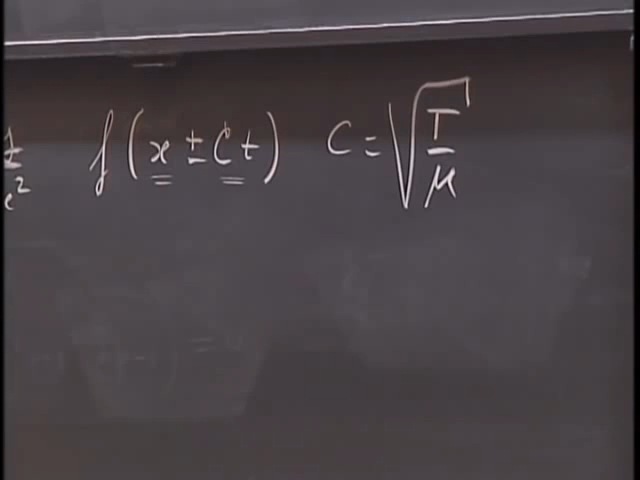 f(x ± Ct) C = √(T/μ)